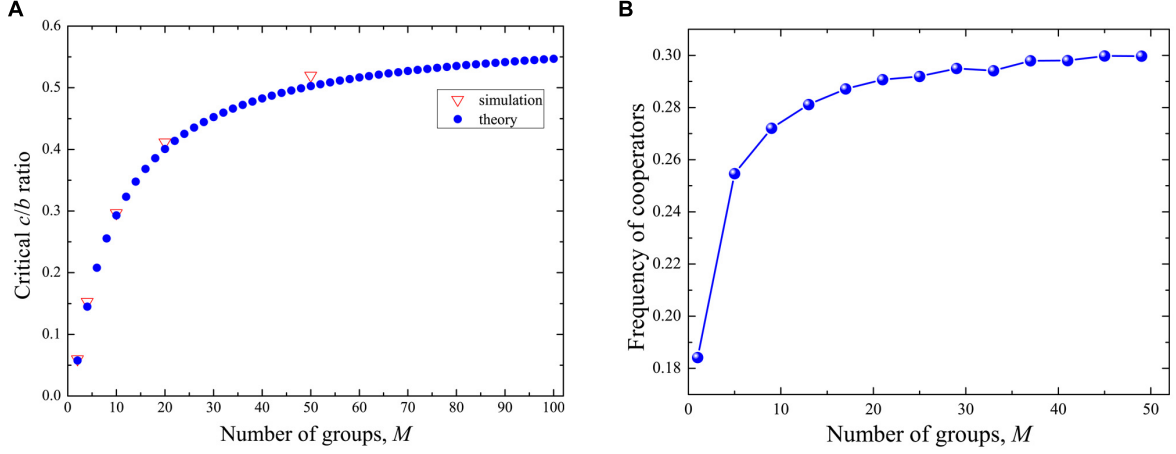 A
Critical c/b ratio
0.6
0.5
0.4
0.3
0.2
0.1
0.0
simulation
theory
0 10 20 30 40 50 60 70 80 90 100
Number of groups, M
B
Frequency of cooperators
0.30
0.28
0.26
0.24
0.22
0.20
0.18
0 10 20 30 40 50
Number of groups, M